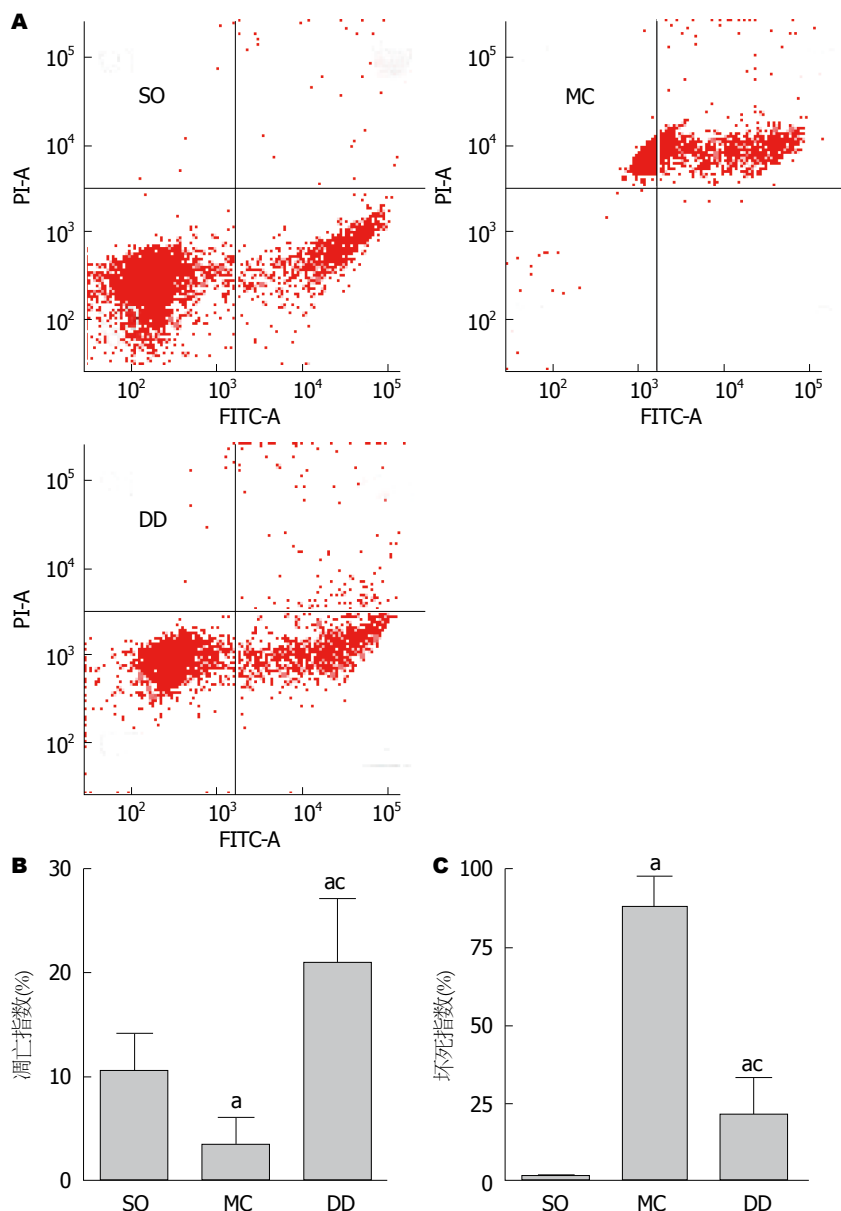 A
SO
10⁵
10⁴
10³
10²
PI-A
10² 10³ 10⁴ 10⁵
FITC-A
MC
10⁵
10⁴
10³
10²
PI-A
10² 10³ 10⁴ 10⁵
FITC-A
DD
10⁵
10⁴
10³
10²
PI-A
10² 10³ 10⁴ 10⁵
FITC-A
B
30
20
10
0
凋亡指数(%)
a
ac
SO MC DD
C
100
75
50
25
0
坏死指数(%)
a
ac
SO MC DD